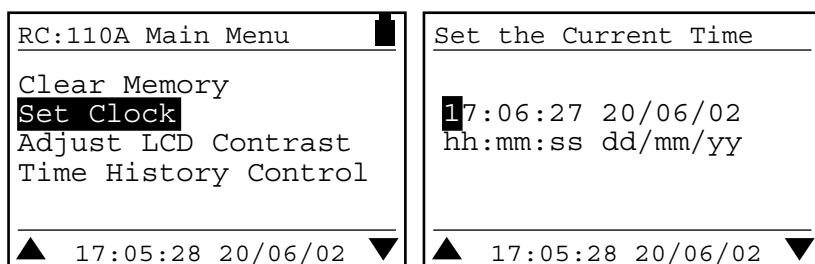 RC:110A Main Menu
Clear Memory
Set Clock
Adjust LCD Contrast
Time History Control
17:05:28 20/06/02
Set the Current Time
17:06:27 20/06/02
hh:mm:ss dd/mm/yy
17:05:28 20/06/02